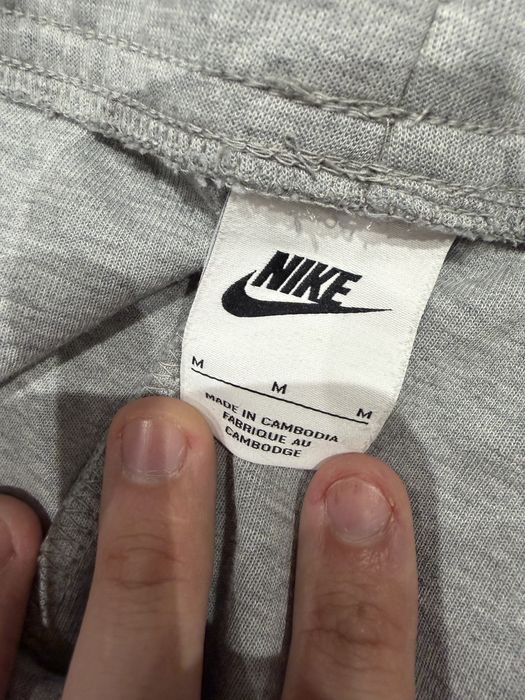 NIKE
M M M
MADE IN CAMBODIA
FABRIQUE AU
CAMBODGE